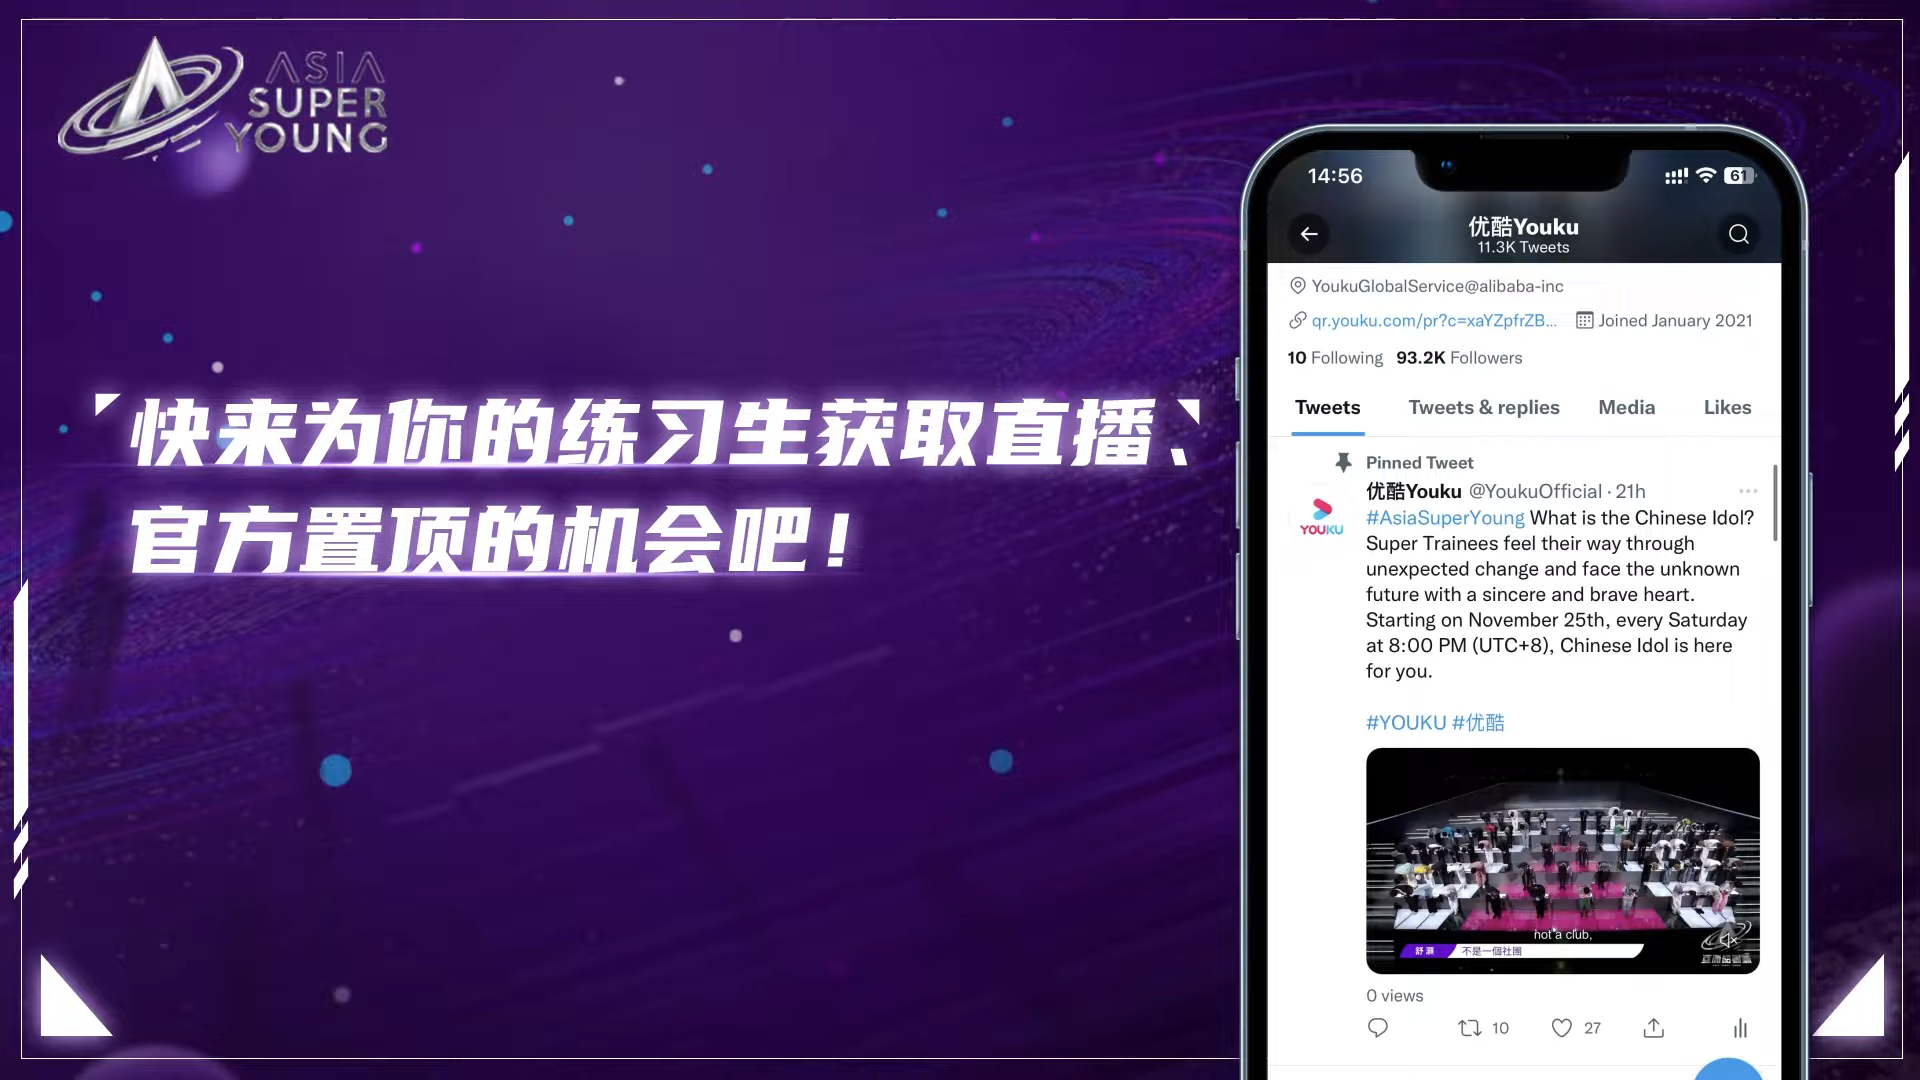 ASIA
SUPER
YOUNG
快来为你的练习生获取直播、
官方置顶的机会吧！
14:56
61
优酷Youku
11.3K Tweets
YoukuGlobalService@alibaba-inc
qr.youku.com/pr?c=xaYZpfrZB...
Joined January 2021
10 Following 93.2K Followers
Tweets Tweets & replies Media Likes
Pinned Tweet
优酷Youku @YoukuOfficial · 21h
YOUKU
#AsiaSuperYoung What is the Chinese Idol?
Super Trainees feel their way through
unexpected change and face the unknown
future with a sincere and brave heart.
Starting on November 25th, every Saturday
at 8:00 PM (UTC+8), Chinese Idol is here
for you.
#YOUKU #优酷
not a club,
不是一個社團
0 views
10 27